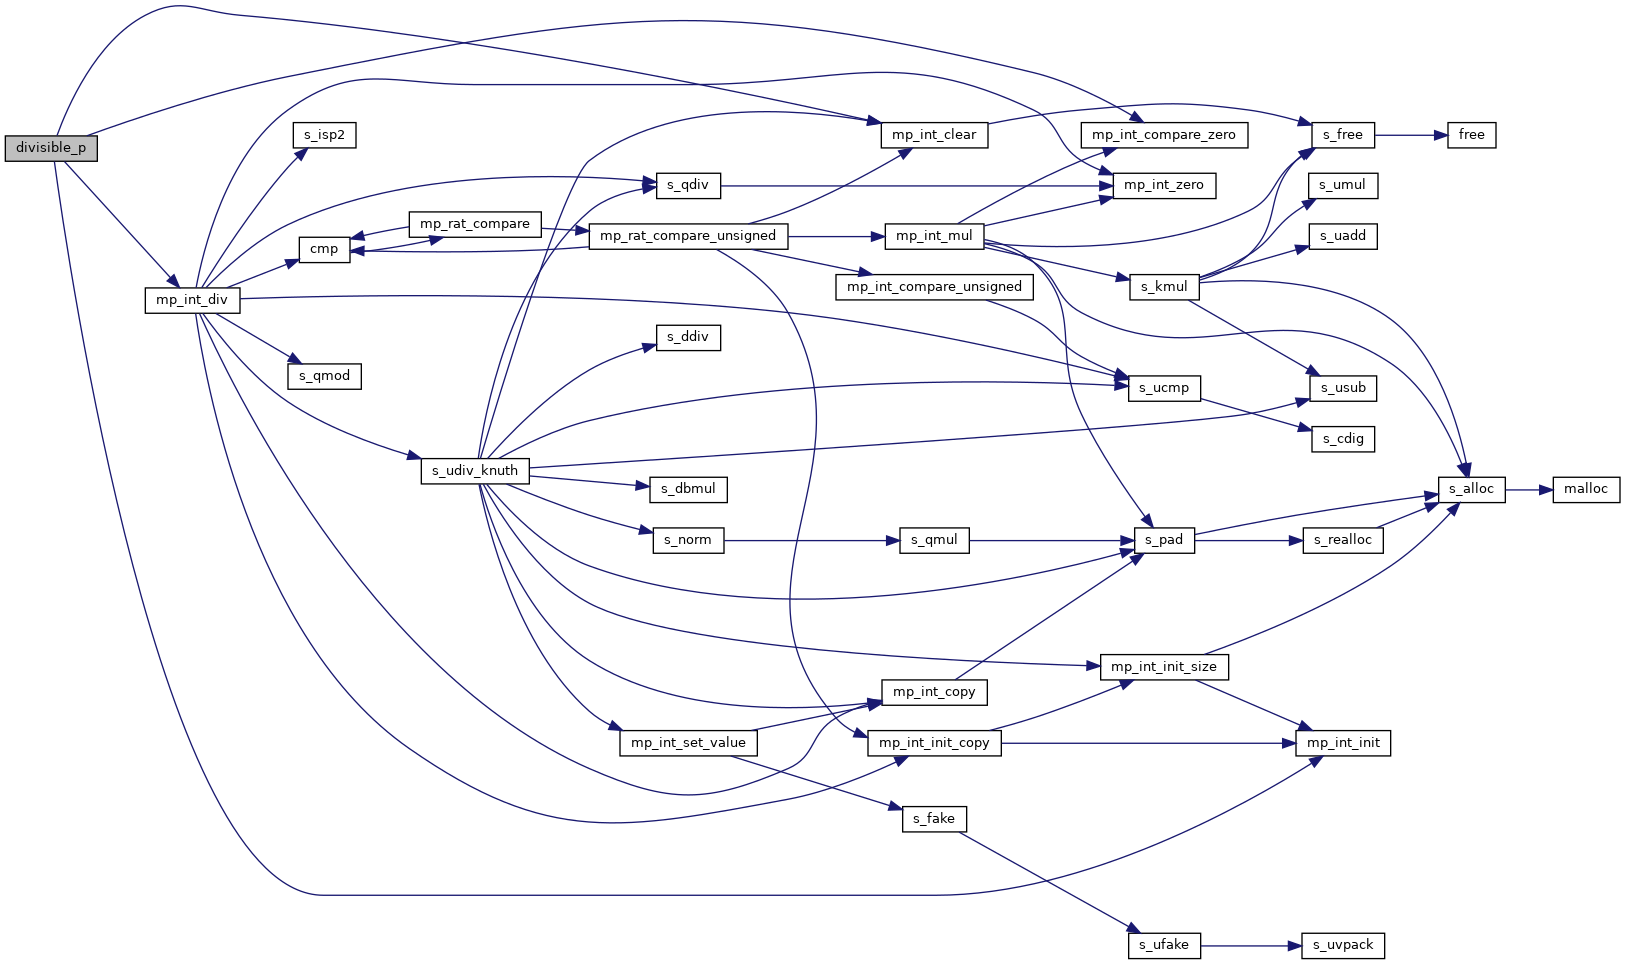 divisible_p
mp_int_div
s_isp2
cmp
s_qmod
mp_rat_compare
s_udiv_knuth
s_qdiv
mp_rat_compare_unsigned
s_ddiv
s_dbmul
s_norm
mp_int_set_value
mp_int_clear
mp_int_mul
mp_int_compare_unsigned
s_qmul
mp_int_copy
mp_int_init_copy
s_fake
mp_int_compare_zero
mp_int_zero
s_kmul
s_ucmp
s_pad
mp_int_init_size
s_ufake
s_free
s_umul
s_uadd
s_usub
s_cdig
s_realloc
mp_int_init
s_uvpack
free
s_alloc
malloc